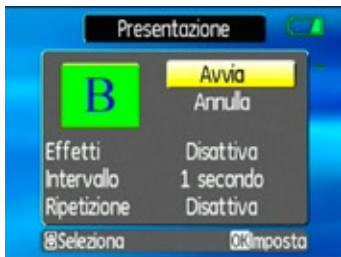 Presentazione
B
Avvia
Annulla
Effetti Disattiva
Intervallo 1 secondo
Ripetizione Disattiva
Seleziona OK Imposta